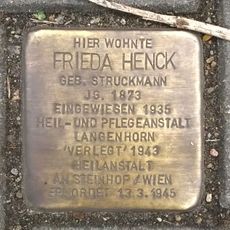 HIER WOHNTE
FRIEDA HENCK
GEB. STRUCKMANN
JG. 1873
EINGEWIESEN 1935
HEIL- UND PFLEGEANSTALT
LANGENHORN
'VERLEGT' 1943
HEILANSTALT
AM STEINHOF / WIEN
ERMORDET 13.3.1945